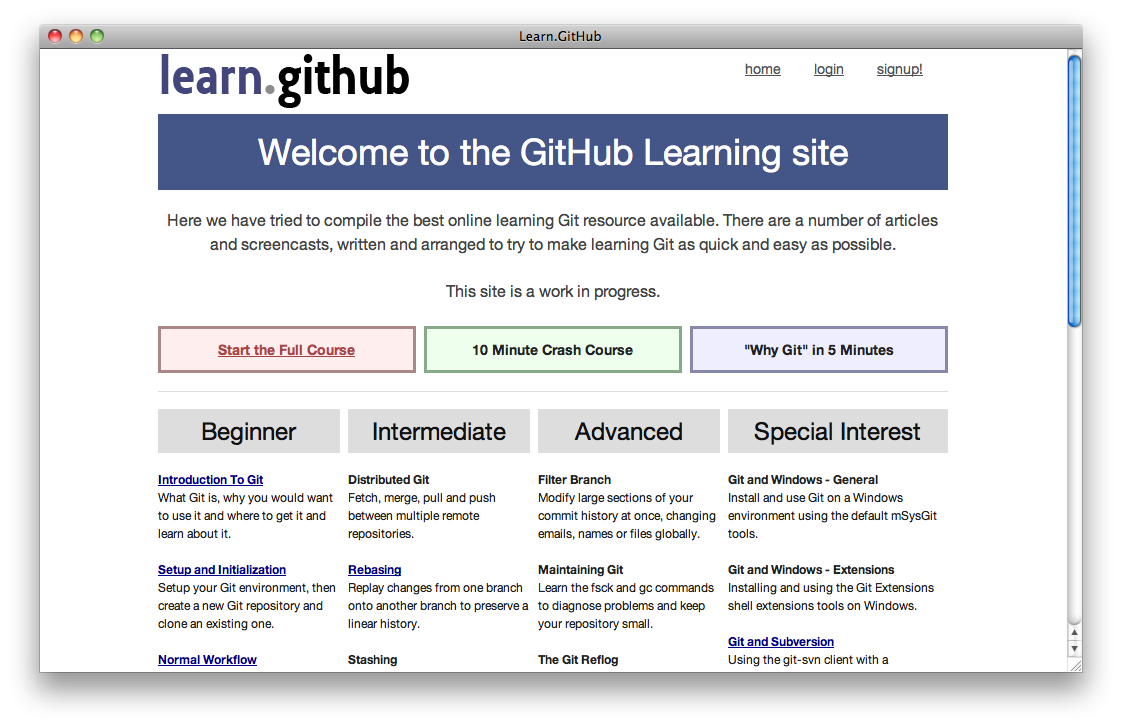 Learn.GitHub
learn.github
home login signup!
Welcome to the GitHub Learning site
Here we have tried to compile the best online learning Git resource available. There are a number of articles
and screencasts, written and arranged to try to make learning Git as quick and easy as possible.
This site is a work in progress.
Start the Full Course
10 Minute Crash Course
"Why Git" in 5 Minutes
Beginner
Introduction To Git
What Git is, why you would want
to use it and where to get it and
learn about it.
Setup and Initialization
Setup your Git environment, then
create a new Git repository and
clone an existing one.
Normal Workflow
Intermediate
Distributed Git
Fetch, merge, pull and push
between multiple remote
repositories.
Rebasing
Replay changes from one branch
onto another branch to preserve a
linear history.
Stashing
Advanced
Filter Branch
Modify large sections of your
commit history at once, changing
emails, names or files globally.
Maintaining Git
Learn the fsck and gc commands
to diagnose problems and keep
your repository small.
The Git Reflog
Special Interest
Git and Windows - General
Install and use Git on a Windows
environment using the default mSysGit
tools.
Git and Windows - Extensions
Installing and using the Git Extensions
shell extensions tools on Windows.
Git and Subversion
Using the git-svn client with a